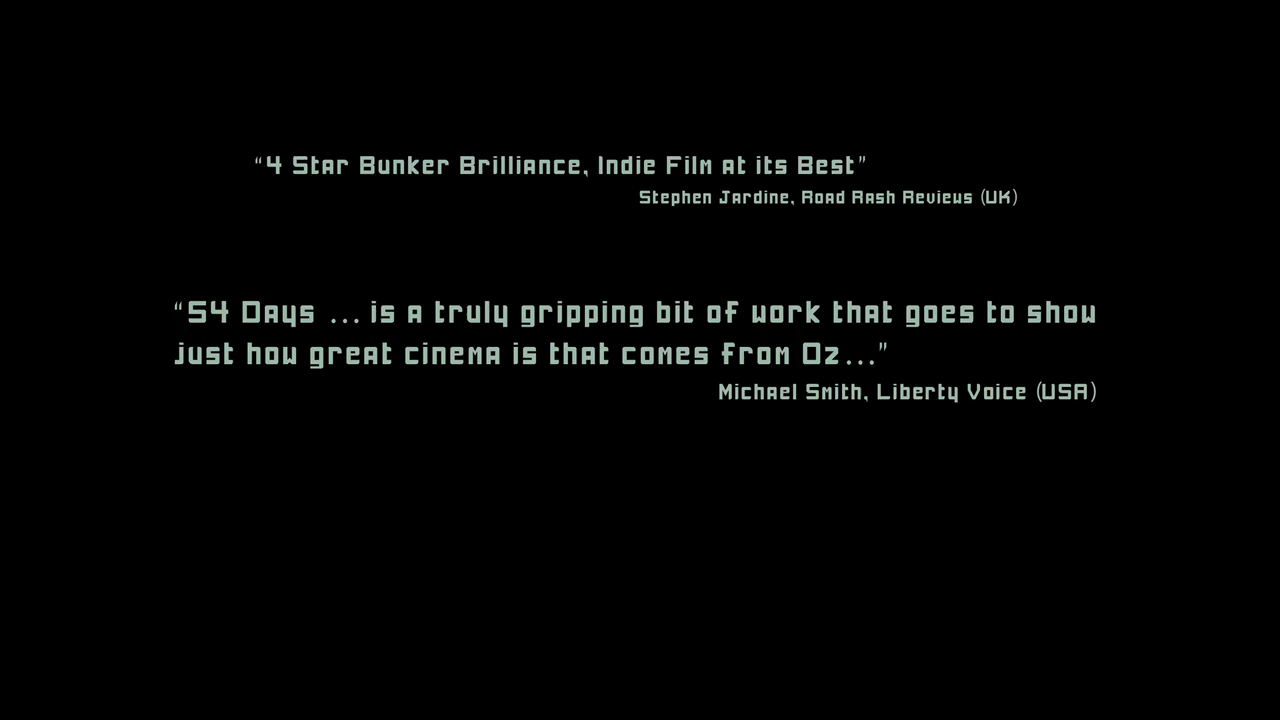 “4 Star Bunker Brilliance, Indie Film at its Best”
Stephen Jardine, Road Rash Reviews (UK)
“54 Days ... is a truly gripping bit of work that goes to show
just how great cinema is that comes from Oz...”
Michael Smith, Liberty Voice (USA)